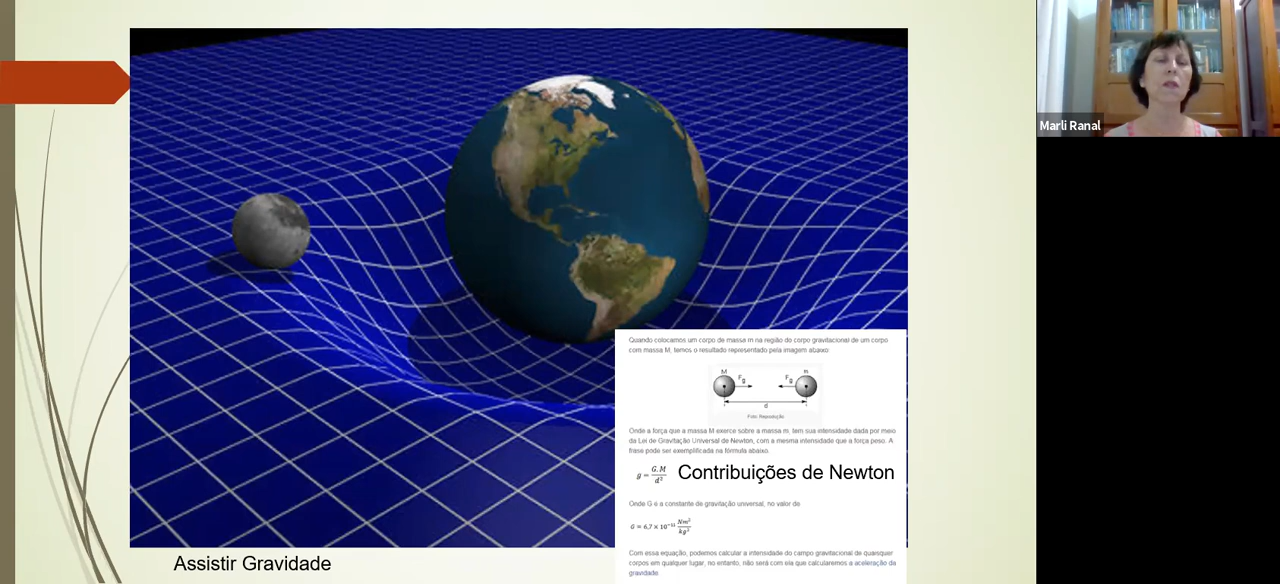 Marli Ranal
Quando colocamos um corpo de massa m na região do corpo gravitacional de um corpo
com massa M, temos o resultado representado pela imagem abaixo:
M
m
Fg
Fg
d
Foto: Reprodução
Onde a força que a massa M exerce sobre a massa m, tem sua intensidade dada por meio
da Lei de Gravitação Universal de Newton, com a mesma intensidade que a força peso. A
frase pode ser exemplificada na fórmula abaixo.
g = G.M / d²
Contribuições de Newton
Onde G é a constante de gravitação universal, no valor de:
G = 6,7 × 10⁻¹¹ Nm² / kg²
Com essa equação, podemos calcular a intensidade do campo gravitacional de quaisquer
corpos em qualquer lugar, no entanto, não será com ela que calcularemos a aceleração da
gravidade.
Assistir Gravidade